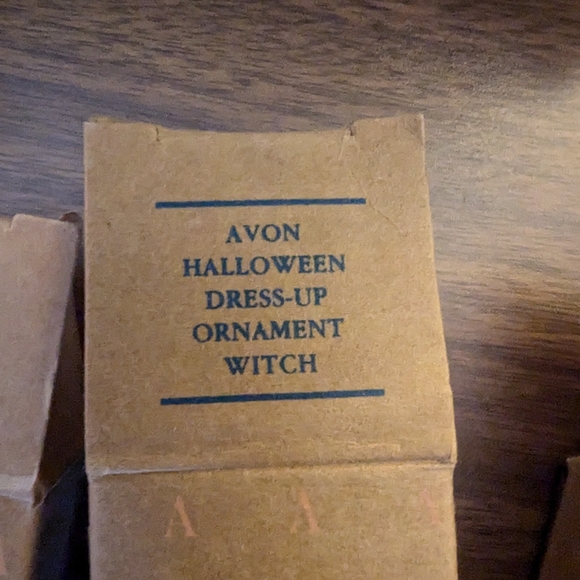 AVON
HALLOWEEN
DRESS-UP
ORNAMENT
WITCH
A A